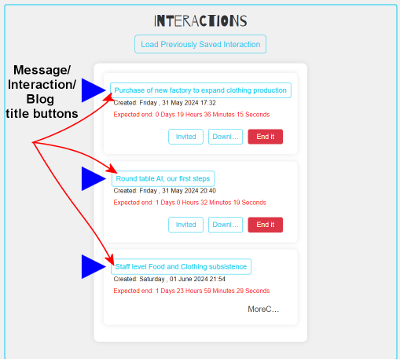 INTERACTIONS
Load Previously Saved Interaction
Message/
Interaction/
Blog
title buttons
Purchase of new factory to expand clothing production
Created: Friday , 31 May 2024 17:32
Expected end: 0 Days 19 Hours 36 Minutes 15 Seconds
Invited Downl... End it
Round table AI, our first steps
Created: Friday , 31 May 2024 20:40
Expected end: 1 Days 0 Hours 32 Minutes 19 Seconds
Invited Downl... End it
Staff level Food and Clothing subsistence
Created: Saturday , 01 June 2024 21:54
Expected end: 1 Days 23 Hours 59 Minutes 29 Seconds
MoreC...